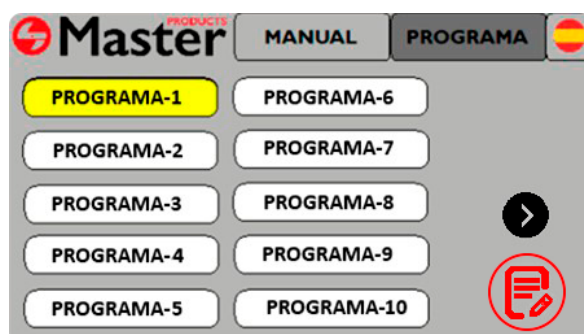 Master PRODUCTS MANUAL PROGRAMA
PROGRAMA-1 PROGRAMA-6
PROGRAMA-2 PROGRAMA-7
PROGRAMA-3 PROGRAMA-8
PROGRAMA-4 PROGRAMA-9
PROGRAMA-5 PROGRAMA-10